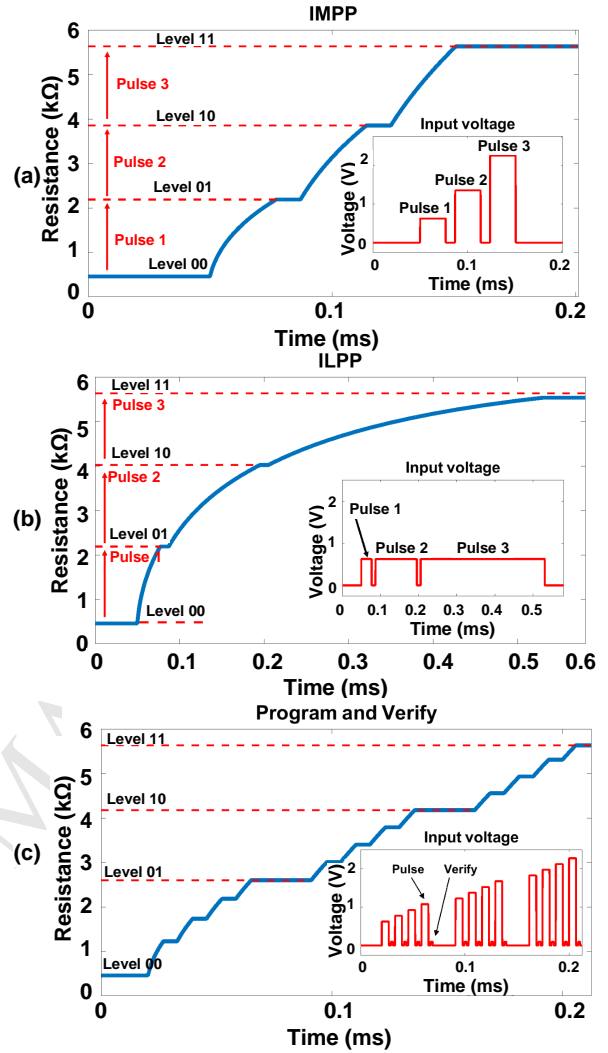 IMPP
6
5
4
3
2
1
0
Resistance (kΩ)
(a)
Level 11
Pulse 3
Level 10
Pulse 2
Level 01
Pulse 1
Level 00
Input voltage
2
1
0
Voltage (V)
Pulse 1
Pulse 2
Pulse 3
0
0.1
0.2
Time (ms)
0
0.1
0.2
Time (ms)
ILPP
6
5
4
3
2
1
0
Resistance (kΩ)
(b)
Level 11
Pulse 3
Level 10
Pulse 2
Level 01
Pulse 1
Level 00
Input voltage
2
1
0
Voltage (V)
Pulse 1
Pulse 2
Pulse 3
0
0.1
0.2
0.3
0.4
0.5
Time (ms)
0
0.1
0.2
0.3
0.4
0.5
0.6
Time (ms)
Program and Verify
6
5
4
3
2
1
0
Resistance (kΩ)
(c)
Level 11
Level 10
Level 01
Level 00
Input voltage
2
1
0
Voltage (V)
Pulse
Verify
0
0.1
0.2
Time (ms)
0
0.1
0.2
Time (ms)